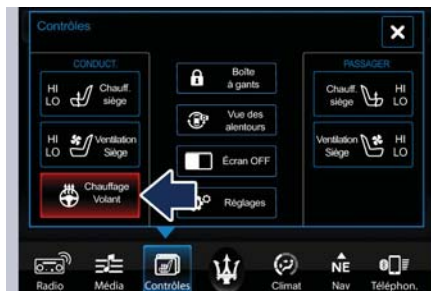 Contrôles
CONDUCT.
PASSAGER
HI
LO
Chauff.
siège
Boîte
à gants
Chauff.
siège
HI
LO
Vue des
alentours
HI
LO
Ventilation
Siège
Écran OFF
Ventilation
Siège
HI
LO
Chauffage
Volant
Réglages
Radio
Média
Contrôles
Climat
NE
Nav
Téléphon.